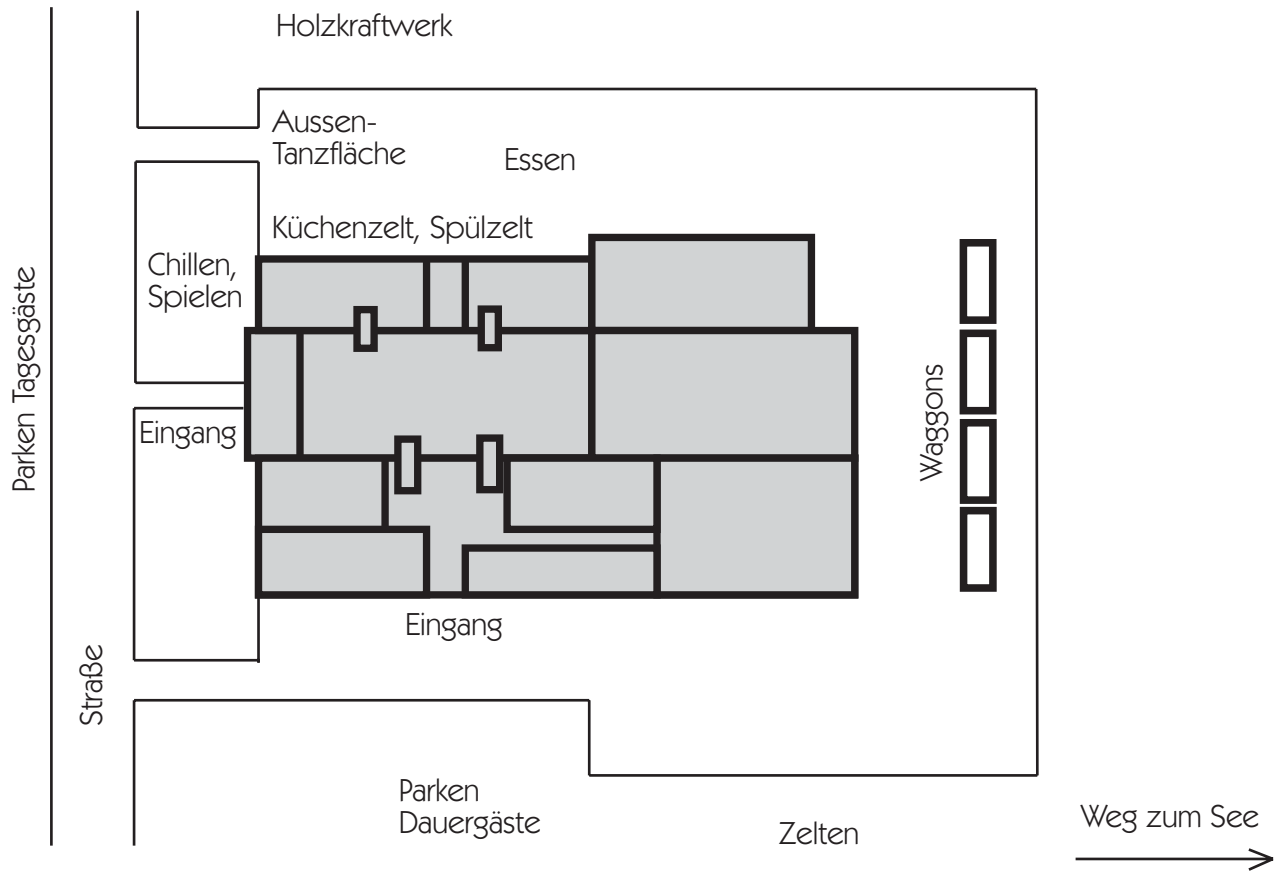 Holzkraftwerk
Aussen-
Tanzfläche
Essen
Küchenzelt, Spülzelt
Chillen,
Spielen
Parken Tagesgäste
Eingang
Waggons
Eingang
Straße
Parken
Dauergäste
Zelten
Weg zum See